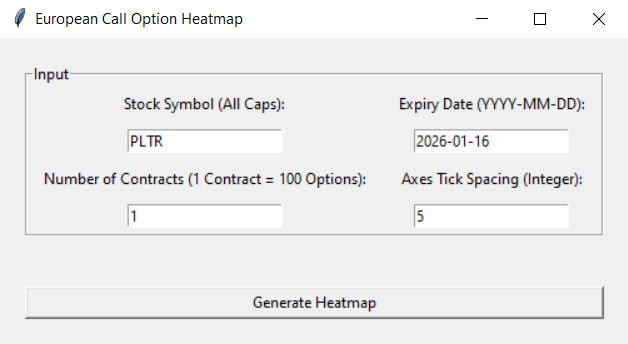 European Call Option Heatmap
Input
Stock Symbol (All Caps): Expiry Date (YYYY-MM-DD):
PLTR 2026-01-16
Number of Contracts (1 Contract = 100 Options): Axes Tick Spacing (Integer):
1 5
Generate Heatmap